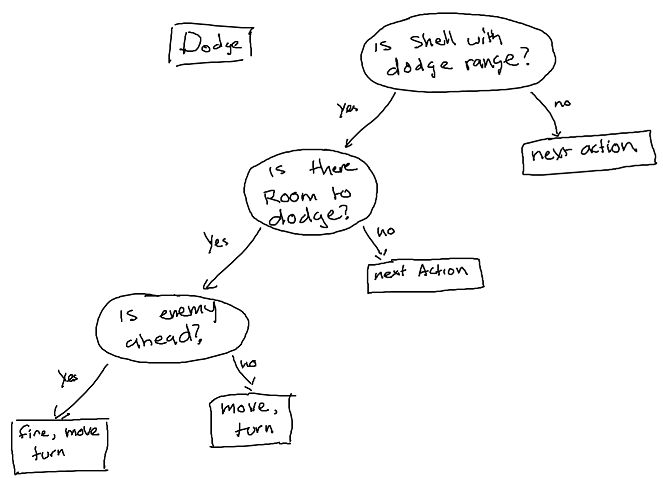 Dodge
is shell with
dodge range?
yes
no
next action
is there
Room to
dodge?
Yes
no
next Action
Is enemy
ahead?
Yes
no
fire, move
turn
move,
turn